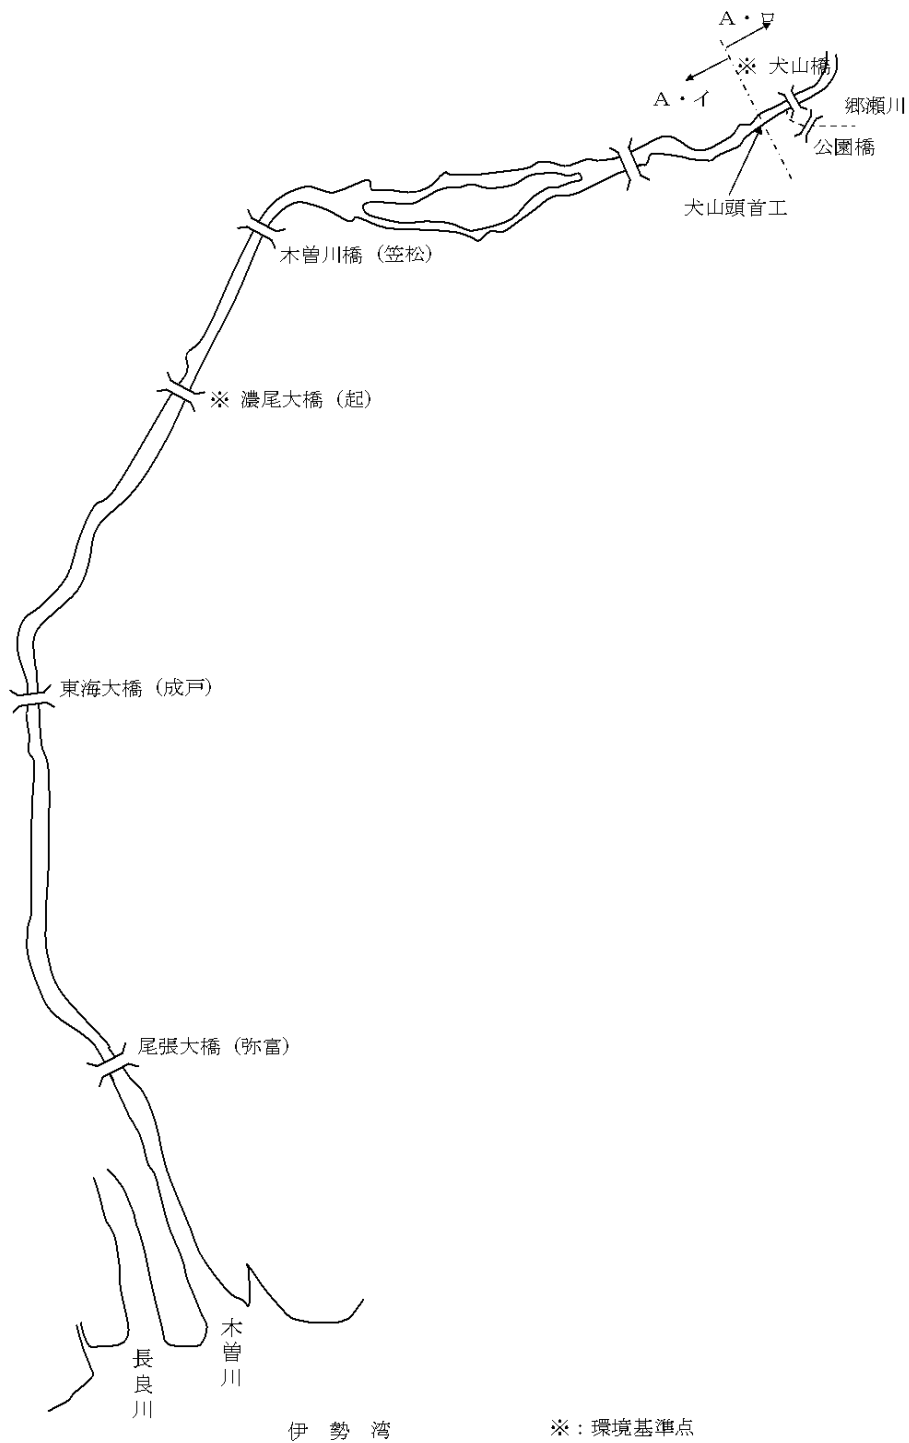 A・ロ
※ 犬山橋
A・イ
郷瀬川
公園橋
犬山頭首工
木曽川橋（笠松）
※ 濃尾大橋（起）
東海大橋（成戸）
尾張大橋（弥富）
木曽川
長良川
伊 勢 湾
※：環境基準点